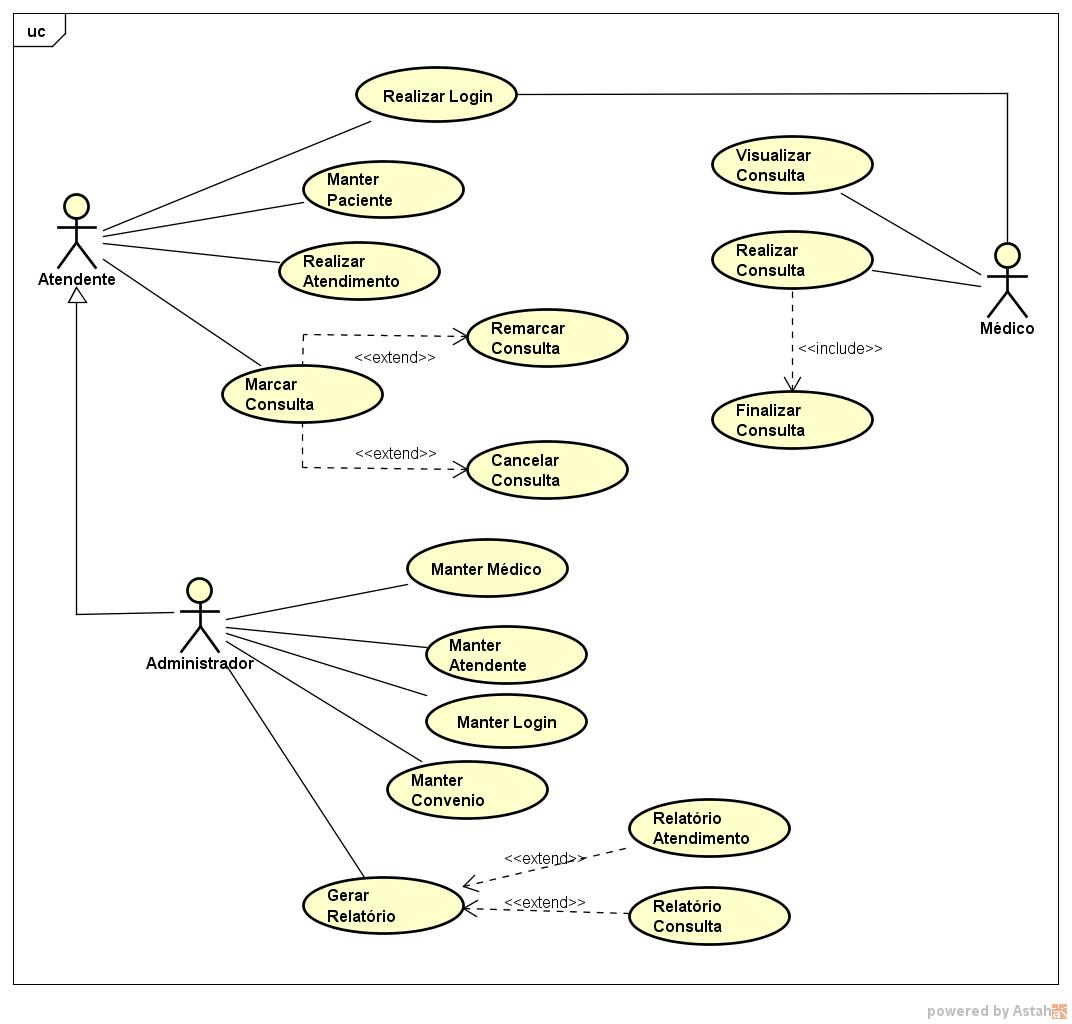 uc
Realizar Login
Visualizar
Consulta
Manter
Paciente
Atendente
Realizar
Atendimento
Realizar
Consulta
Médico
Remarcar
Consulta
<<extend>>
<<include>>
Marcar
Consulta
Finalizar
Consulta
<<extend>>
Cancelar
Consulta
Manter Médico
Administrador
Manter
Atendente
Manter Login
Manter
Convenio
Relatório
Atendimento
<<extend>>
Gerar
Relatório
<<extend>>
Relatório
Consulta
powered by Astah